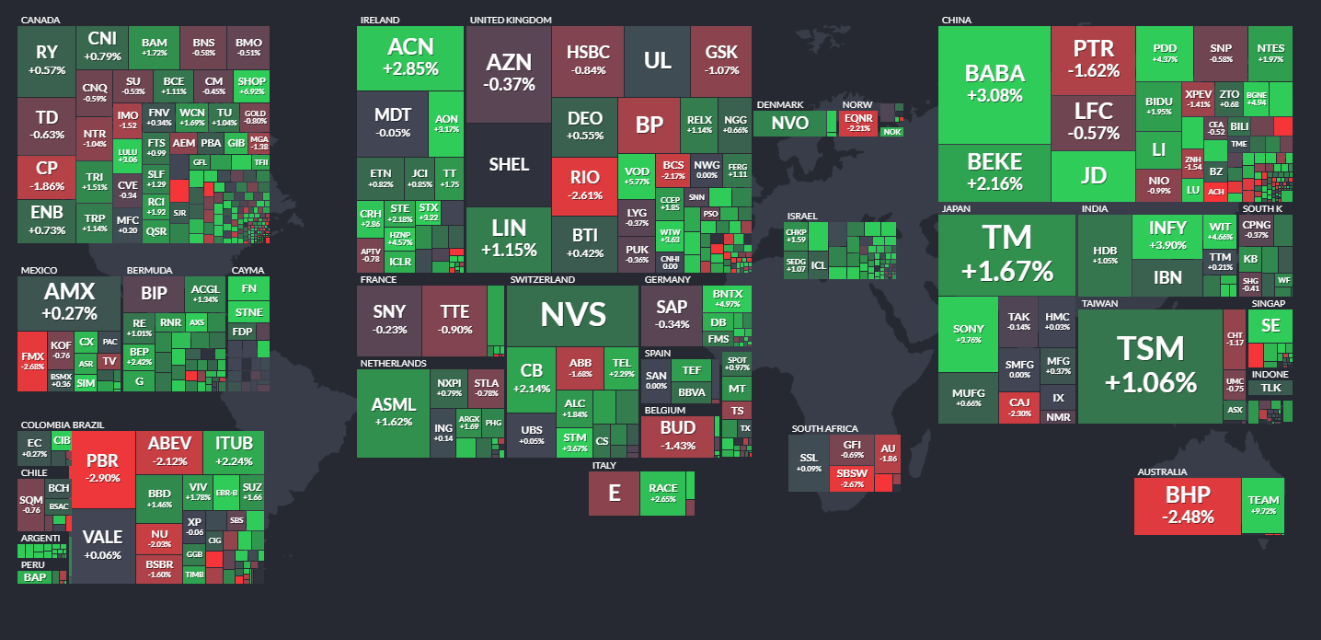 CANADA
RY
+0.57%
CNI
+0.79%
BAM
+1.72%
BNS
-0.58%
BMO
-0.51%
TD
-0.63%
CNQ
-0.59%
SU
-0.53%
BCE
+1.11%
CM
-0.45%
SHOP
+6.92%
NTR
-1.04%
IMO
-1.52
FNV
+0.34%
WCN
+1.69%
TU
+1.04%
GOLD
-0.80%
CP
-1.86%
LULU
+3.06
FTS
+0.99
AEM
PBA
GIB
MGA
-1.38
TRI
+1.51%
CVE
-0.34
SLF
+1.29
GFL
TFII
ENB
+0.73%
TRP
+1.14%
MFC
+0.20
RCI
+1.92
SJR
QSR
MEXICO
AMX
+0.27%
FMX
-2.68%
KOF
-0.76
CX
PAC
ASR
TV
BSMX
+0.36
SIM
BERMUDA
BIP
ACGL
+1.34%
RE
+1.01%
RNR
AXS
BEP
+2.42%
G
CAYMA
FN
STNE
FDP
COLOMBIA
EC
+0.27%
CIB
CHILE
SQM
-0.76
BCH
BSAC
ARGENTI
PERU
BAP
BRAZIL
PBR
-2.90%
ABEV
-2.12%
ITUB
+2.24%
VALE
+0.06%
BBD
+1.46%
VIV
+1.78%
EBR-B
SUZ
+1.66
NU
-2.03%
XP
-0.06
SBS
CIG
BSBR
-1.60%
GGB
TIMB
IRELAND
ACN
+2.85%
MDT
-0.05%
AON
+3.17%
ETN
+0.82%
JCI
+0.85%
TT
+1.75
CRH
+2.86
STE
+2.18%
STX
+3.22
HZNP
+4.57%
APTV
-0.78
ICLR
UNITED KINGDOM
AZN
-0.37%
HSBC
-0.84%
UL
GSK
-1.07%
SHEL
DEO
+0.55%
BP
RELX
+1.14%
NGG
+0.66%
RIO
-2.61%
VOD
+5.77%
BCS
-2.17%
NWG
0.00%
FERG
+1.11
LIN
+1.15%
BTI
+0.42%
LYG
-0.37%
CCEP
+1.85
SNN
PSO
PUK
-0.36%
WTW
+3.63
CNHI
0.00
FRANCE
SNY
-0.23%
TTE
-0.90%
SWITZERLAND
NVS
CB
+2.14%
ABB
-1.68%
TEL
+2.29%
ALC
+1.84%
UBS
+0.05%
STM
+3.67%
CS
GERMANY
SAP
-0.34%
BNTX
+4.97%
DB
FMS
NETHERLANDS
ASML
+1.62%
NXPI
+0.79%
STLA
-0.78%
ING
+0.14
ARGX
+1.69
PHG
SPAIN
SAN
0.00%
TEF
BBVA
SPOT
+0.97%
MT
TS
TX
BELGIUM
BUD
-1.43%
ITALY
E
RACE
+2.65%
DENMARK
NVO
NORW
EQNR
-2.21%
NOK
ISRAEL
CHKP
+1.59
SEDG
+1.07
ICL
SOUTH AFRICA
SSL
+0.09%
GFI
-0.69%
AU
-1.86
SBSW
-2.67%
CHINA
BABA
+3.08%
PTR
-1.62%
PDD
+4.37%
SNP
-0.58%
NTES
+1.97%
LFC
-0.57%
BIDU
+1.95%
XPEV
-1.41%
ZTO
+0.68
BGNE
+4.94
CEA
-0.52
BILI
TME
BEKE
+2.16%
JD
LI
ZNH
-1.54
BZ
NIO
-0.99%
LU
ACH
JAPAN
TM
+1.67%
SONY
+3.76%
TAK
-0.14%
HMC
+0.03%
SMFG
0.00%
MFG
+0.37%
MUFG
+0.66%
CAJ
-2.30%
IX
NMR
INDIA
HDB
+1.05%
INFY
+3.90%
WIT
+4.66%
IBN
TTM
+0.21%
SOUTH K
CPNG
-0.37%
KB
SHG
-0.41
WF
TAIWAN
TSM
+1.06%
CHT
-1.17
UMC
-0.75
ASX
SINGAP
SE
INDONE
TLK
AUSTRALIA
BHP
-2.48%
TEAM
+9.72%